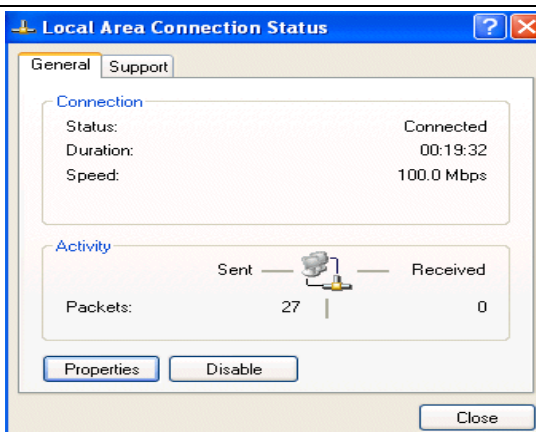 Local Area Connection Status
General Support
Connection
Status: Connected
Duration: 00:19:32
Speed: 100.0 Mbps
Activity
Sent Received
Packets: 27 0
Properties Disable
Close